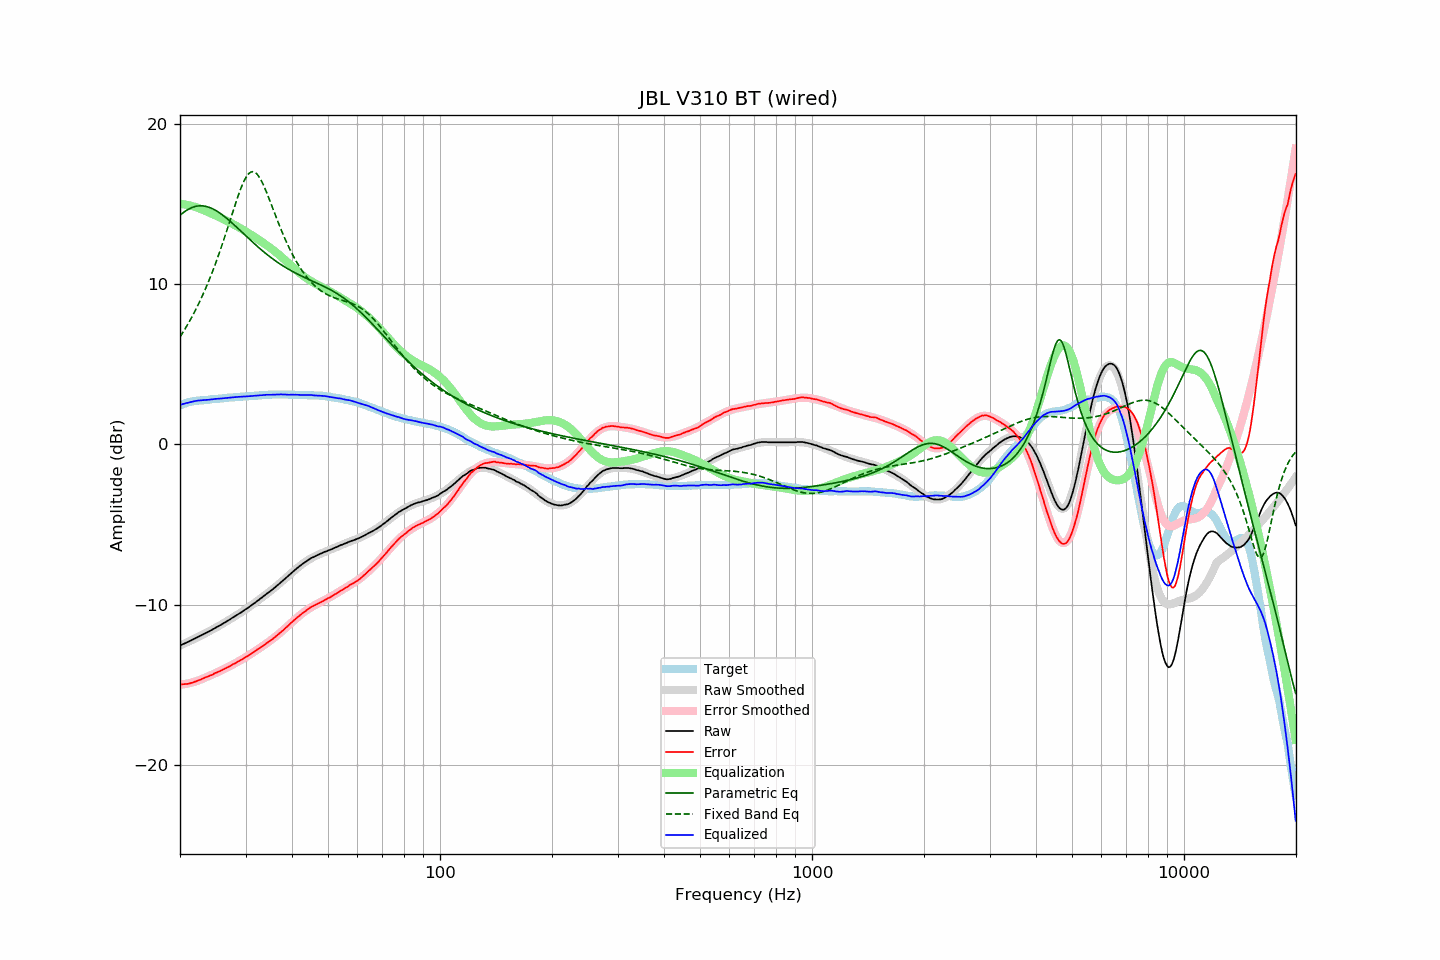 JBL V310 BT (wired)
20
10
0
−10
−20
Amplitude (dBr)
100
1000
10000
Frequency (Hz)
Target
Raw Smoothed
Error Smoothed
Raw
Error
Equalization
Parametric Eq
Fixed Band Eq
Equalized